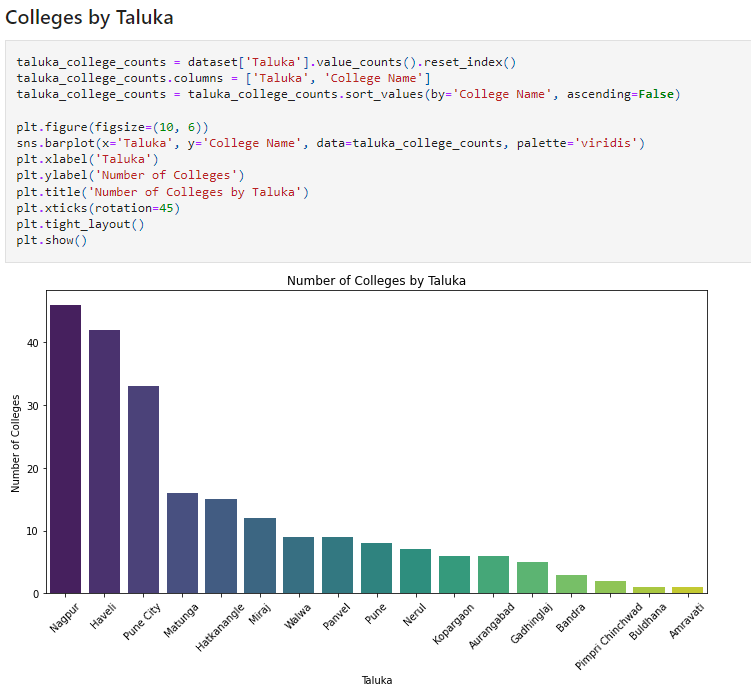 Colleges by Taluka
taluka_college_counts = dataset['Taluka'].value_counts().reset_index()
taluka_college_counts.columns = ['Taluka', 'College Name']
taluka_college_counts = taluka_college_counts.sort_values(by='College Name', ascending=False)

plt.figure(figsize=(10, 6))
sns.barplot(x='Taluka', y='College Name', data=taluka_college_counts, palette='viridis')
plt.xlabel('Taluka')
plt.ylabel('Number of Colleges')
plt.title('Number of Colleges by Taluka')
plt.xticks(rotation=45)
plt.tight_layout()
plt.show()
Number of Colleges by Taluka
Number of Colleges
40
30
20
10
0
Nagpur
Haveli
Pune City
Matunga
Hatkanangle
Miraj
Walwa
Panvel
Pune
Nerul
Kopargaon
Aurangabad
Gadhinglaj
Bandra
Pimpri Chinchwad
Buldhana
Amravati
Taluka